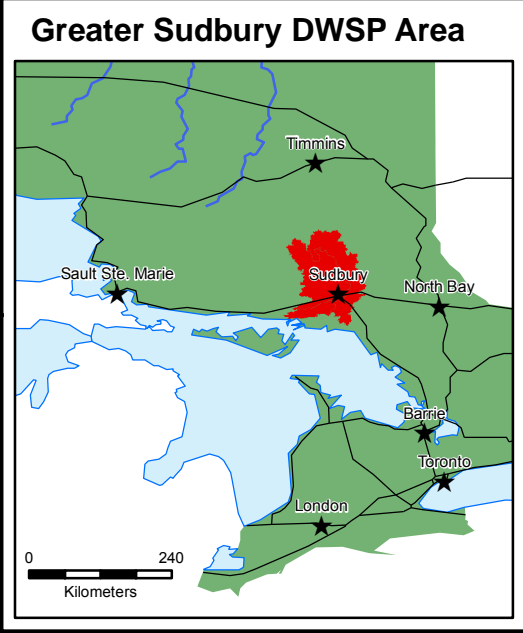 Greater Sudbury DWSP Area
Timmins
Sault Ste. Marie
Sudbury
North Bay
Barrie
Toronto
London
0 240
Kilometers